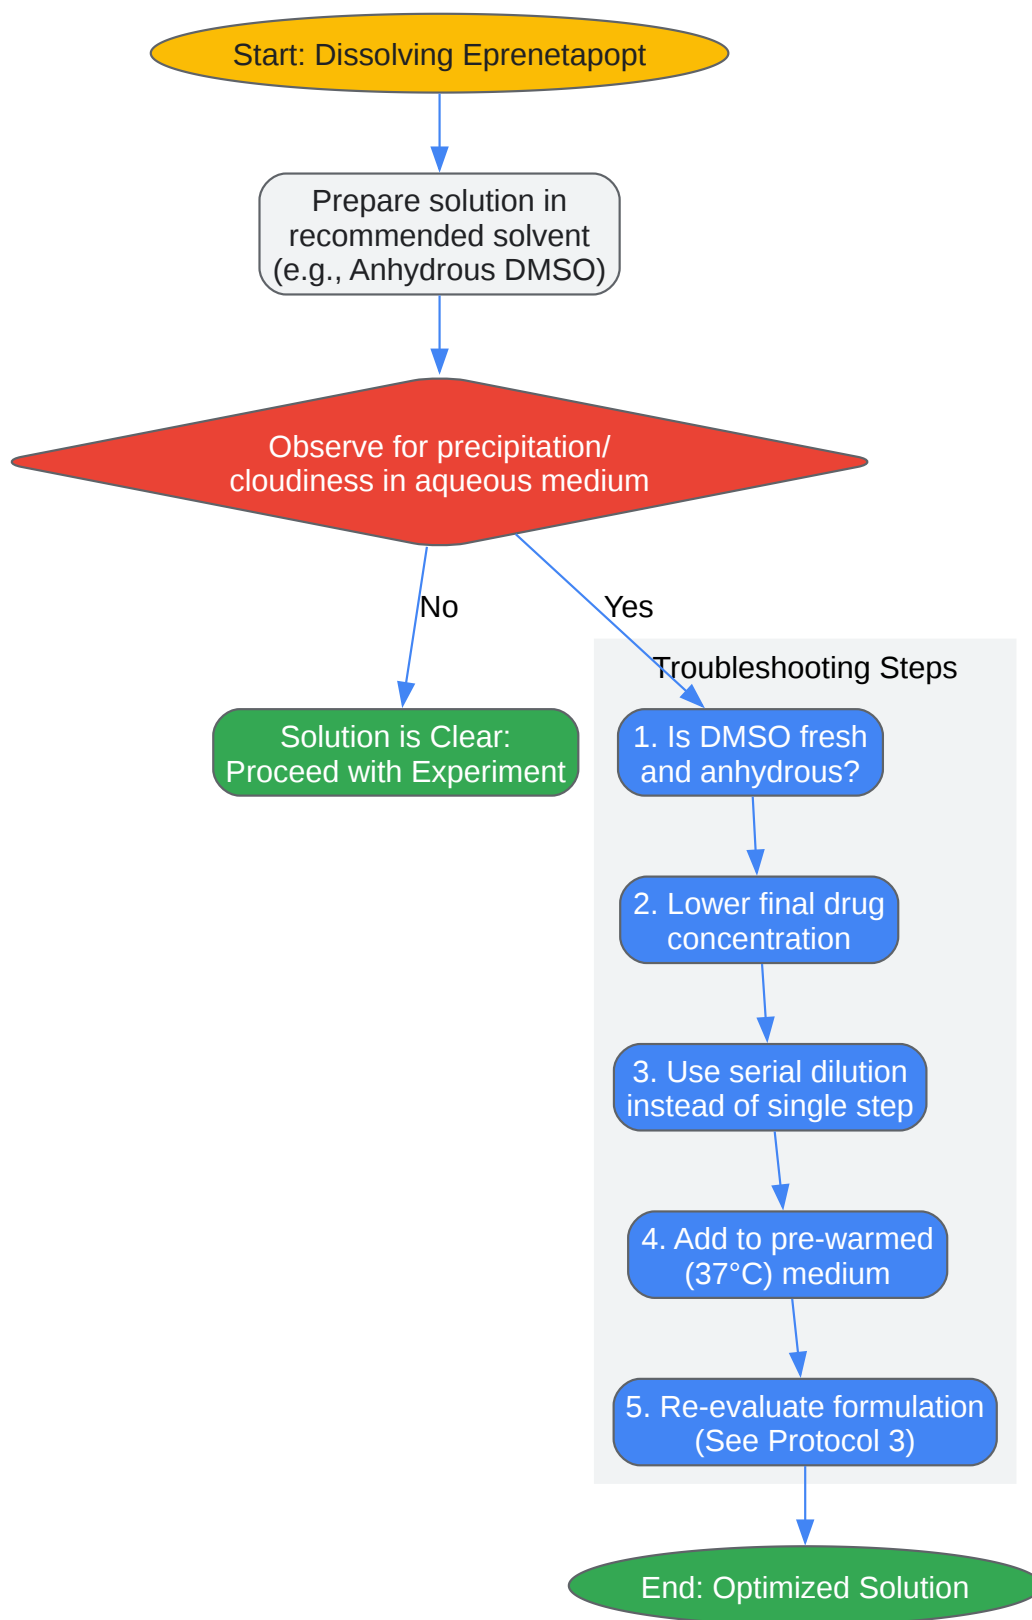 Start: Dissolving Eprenetapopt
Prepare solution in
recommended solvent
(e.g., Anhydrous DMSO)
Observe for precipitation/
cloudiness in aqueous medium
No
Yes
Troubleshooting Steps
Solution is Clear:
Proceed with Experiment
1. Is DMSO fresh
and anhydrous?
2. Lower final drug
concentration
3. Use serial dilution
instead of single step
4. Add to pre-warmed
(37°C) medium
5. Re-evaluate formulation
(See Protocol 3)
End: Optimized Solution